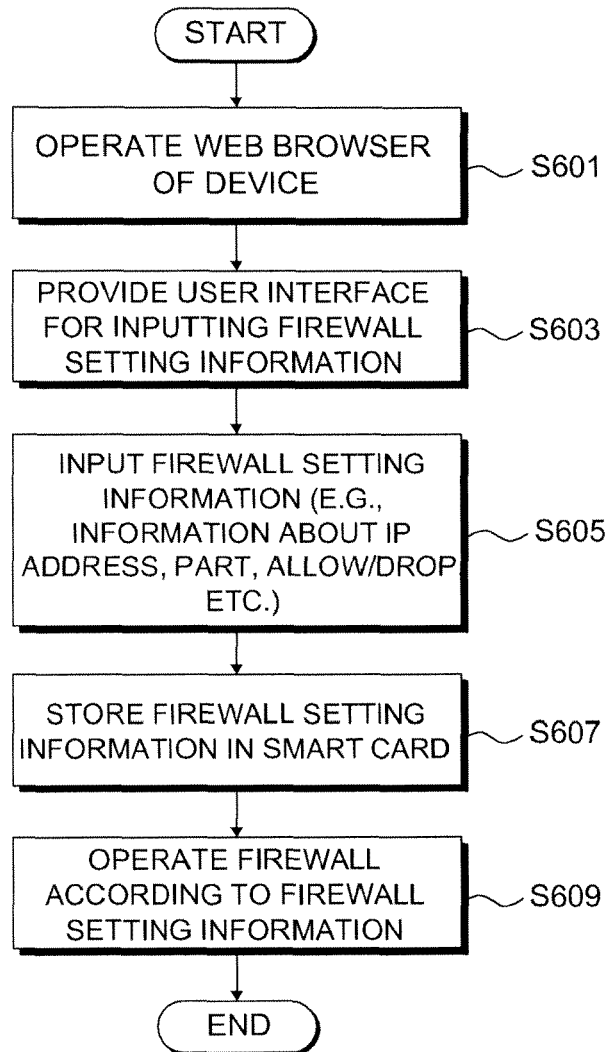 START
OPERATE WEB BROWSER
OF DEVICE
S601
PROVIDE USER INTERFACE
FOR INPUTTING FIREWALL
SETTING INFORMATION
S603
INPUT FIREWALL SETTING
INFORMATION (E.G.,
INFORMATION ABOUT IP
ADDRESS, PART, ALLOW/DROP,
ETC.)
S605
STORE FIREWALL SETTING
INFORMATION IN SMART CARD
S607
OPERATE FIREWALL
ACCORDING TO FIREWALL
SETTING INFORMATION
S609
END